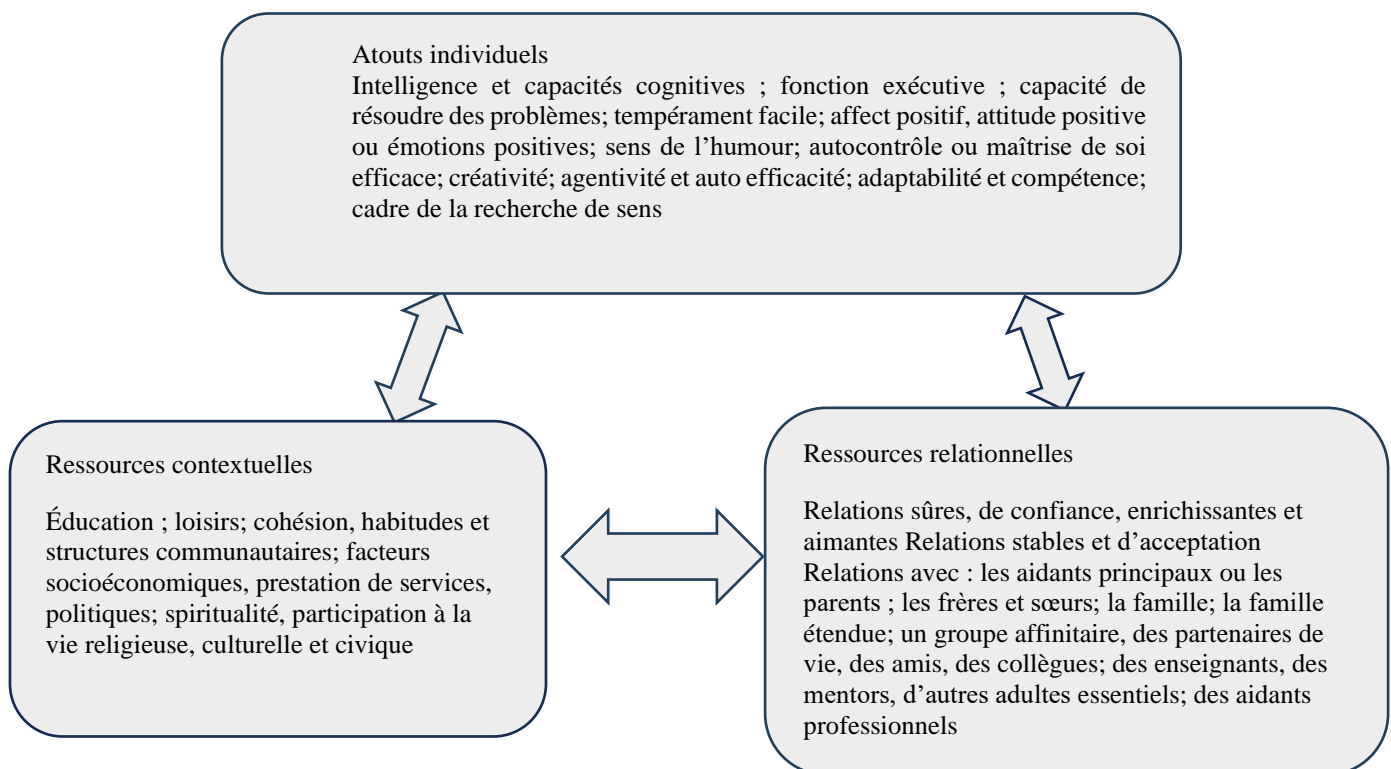 Atouts individuels
Intelligence et capacités cognitives ; fonction exécutive ; capacité de
résoudre des problèmes; tempérament facile; affect positif, attitude positive
ou émotions positives; sens de l’humour; autocontrôle ou maîtrise de soi
efficace; créativité; agentivité et auto efficacité; adaptabilité et compétence;
cadre de la recherche de sens
Ressources contextuelles
Éducation ; loisirs; cohésion, habitudes et
structures communautaires; facteurs
socioéconomiques, prestation de services,
politiques; spiritualité, participation à la
vie religieuse, culturelle et civique
Ressources relationnelles
Relations sûres, de confiance, enrichissantes et
aimantes Relations stables et d’acceptation
Relations avec : les aidants principaux ou les
parents ; les frères et sœurs; la famille; la famille
étendue; un groupe affinitaire, des partenaires de
vie, des amis, des collègues; des enseignants, des
mentors, d’autres adultes essentiels; des aidants
professionnels